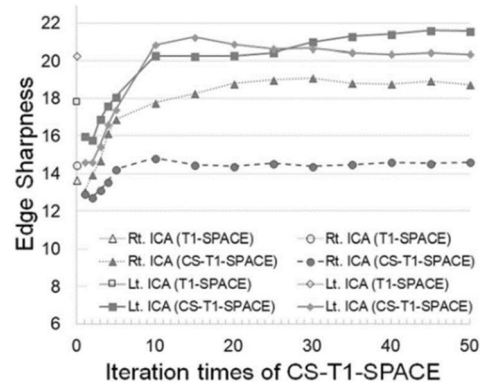 22
20
18
16
14
12
10
8
6
Edge Sharpness
Rt. ICA (T1-SPACE) Rt. ICA (T1-SPACE)
Rt. ICA (CS-T1-SPACE) Rt. ICA (CS-T1-SPACE)
Lt. ICA (T1-SPACE) Lt. ICA (T1-SPACE)
Lt. ICA (CS-T1-SPACE) Lt. ICA (CS-T1-SPACE)
0 10 20 30 40 50
Iteration times of CS-T1-SPACE